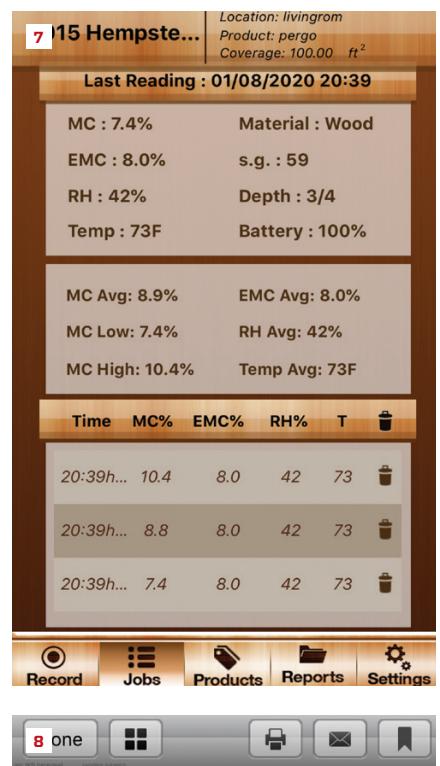 7
015 Hempste...
Location: livingrom
Product: pergo
Coverage: 100.00 ft²
Last Reading : 01/08/2020 20:39
MC : 7.4%
Material : Wood
EMC : 8.0%
s.g. : 59
RH : 42%
Depth : 3/4
Temp : 73F
Battery : 100%
MC Avg: 8.9%
EMC Avg: 8.0%
MC Low: 7.4%
RH Avg: 42%
MC High: 10.4%
Temp Avg: 73F
Time MC% EMC% RH% T
20:39h... 10.4 8.0 42 73
20:39h... 8.8 8.0 42 73
20:39h... 7.4 8.0 42 73
Record Jobs Products Reports Settings
8
one